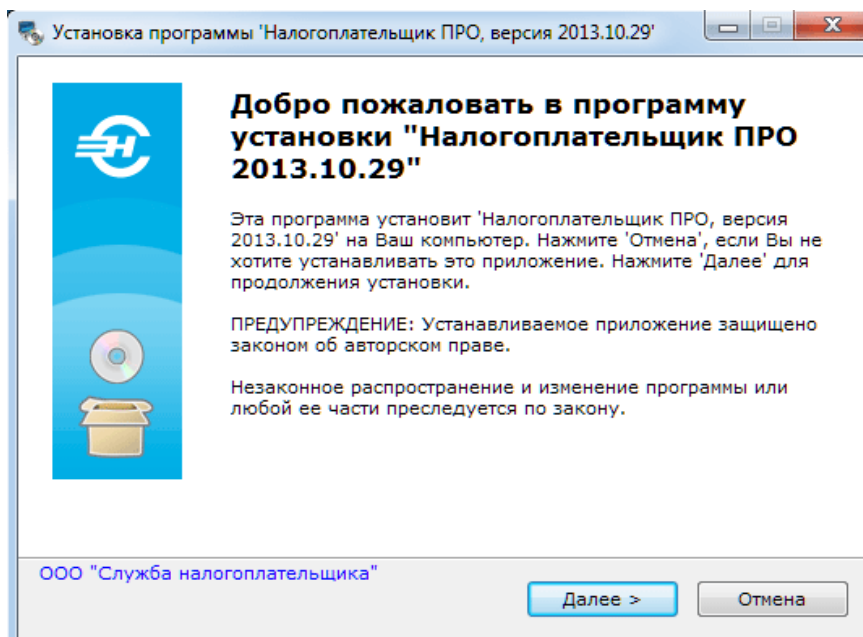 Установка программы 'Налогоплательщик ПРО, версия 2013.10.29'
Добро пожаловать в программу
установки "Налогоплательщик ПРО
2013.10.29"
Эта программа установит 'Налогоплательщик ПРО, версия
2013.10.29' на Ваш компьютер. Нажмите 'Отмена', если Вы не
хотите устанавливать это приложение. Нажмите 'Далее' для
продолжения установки.
ПРЕДУПРЕЖДЕНИЕ: Устанавливаемое приложение защищено
законом об авторском праве.
Незаконное распространение и изменение программы или
любой ее части преследуется по закону.
ООО "Служба налогоплательщика"
Далее >
Отмена